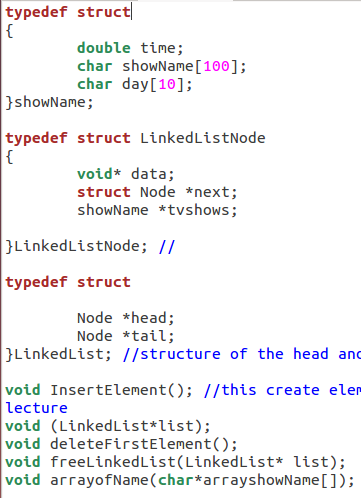 typedef struct
{
double time;
char showName[100];
char day[10];
}showName;
typedef struct LinkedListNode
{
void* data;
struct Node *next;
showName *tvshows;
}LinkedListNode; //
typedef struct
Node *head;
Node *tail;
}LinkedList; //structure of the head and
void InsertElement(); //this create elem
lecture
void (LinkedList*list);
void deleteFirstElement();
void freeLinkedList(LinkedList* list);
void arrayofName(char*arrayshowName[]);